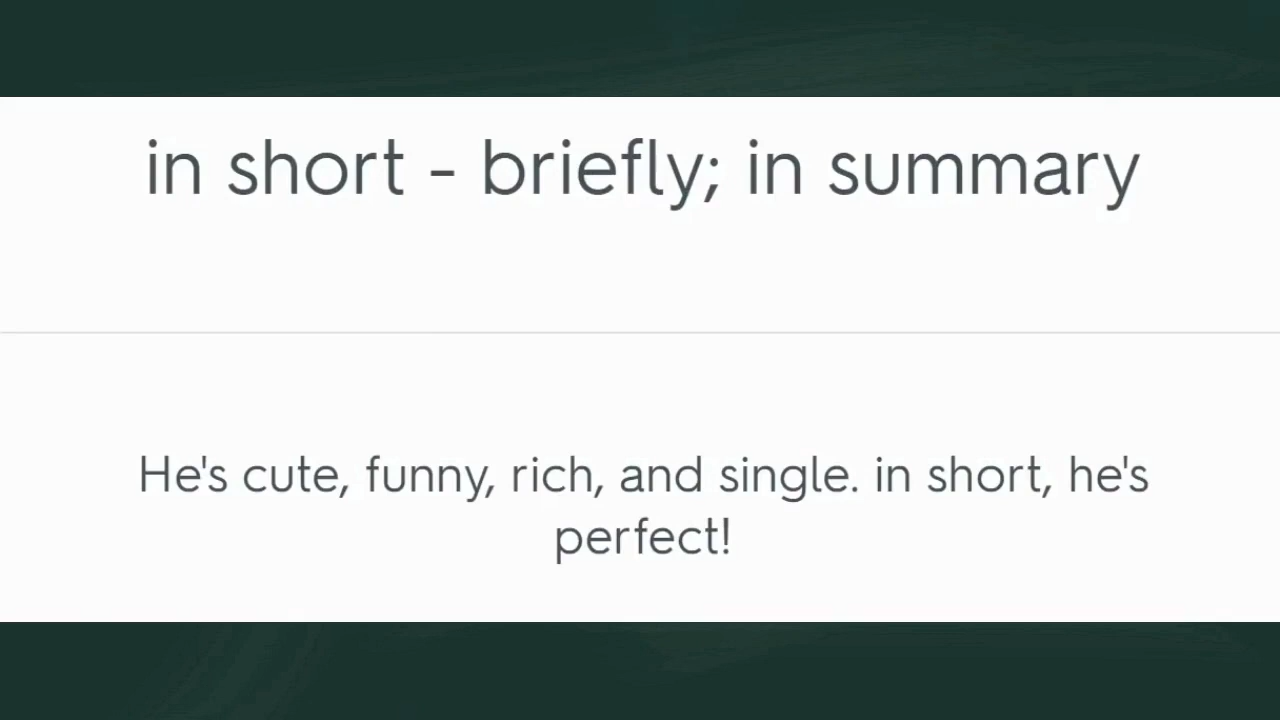 in short - briefly; in summary
He's cute, funny, rich, and single. in short, he's
perfect!